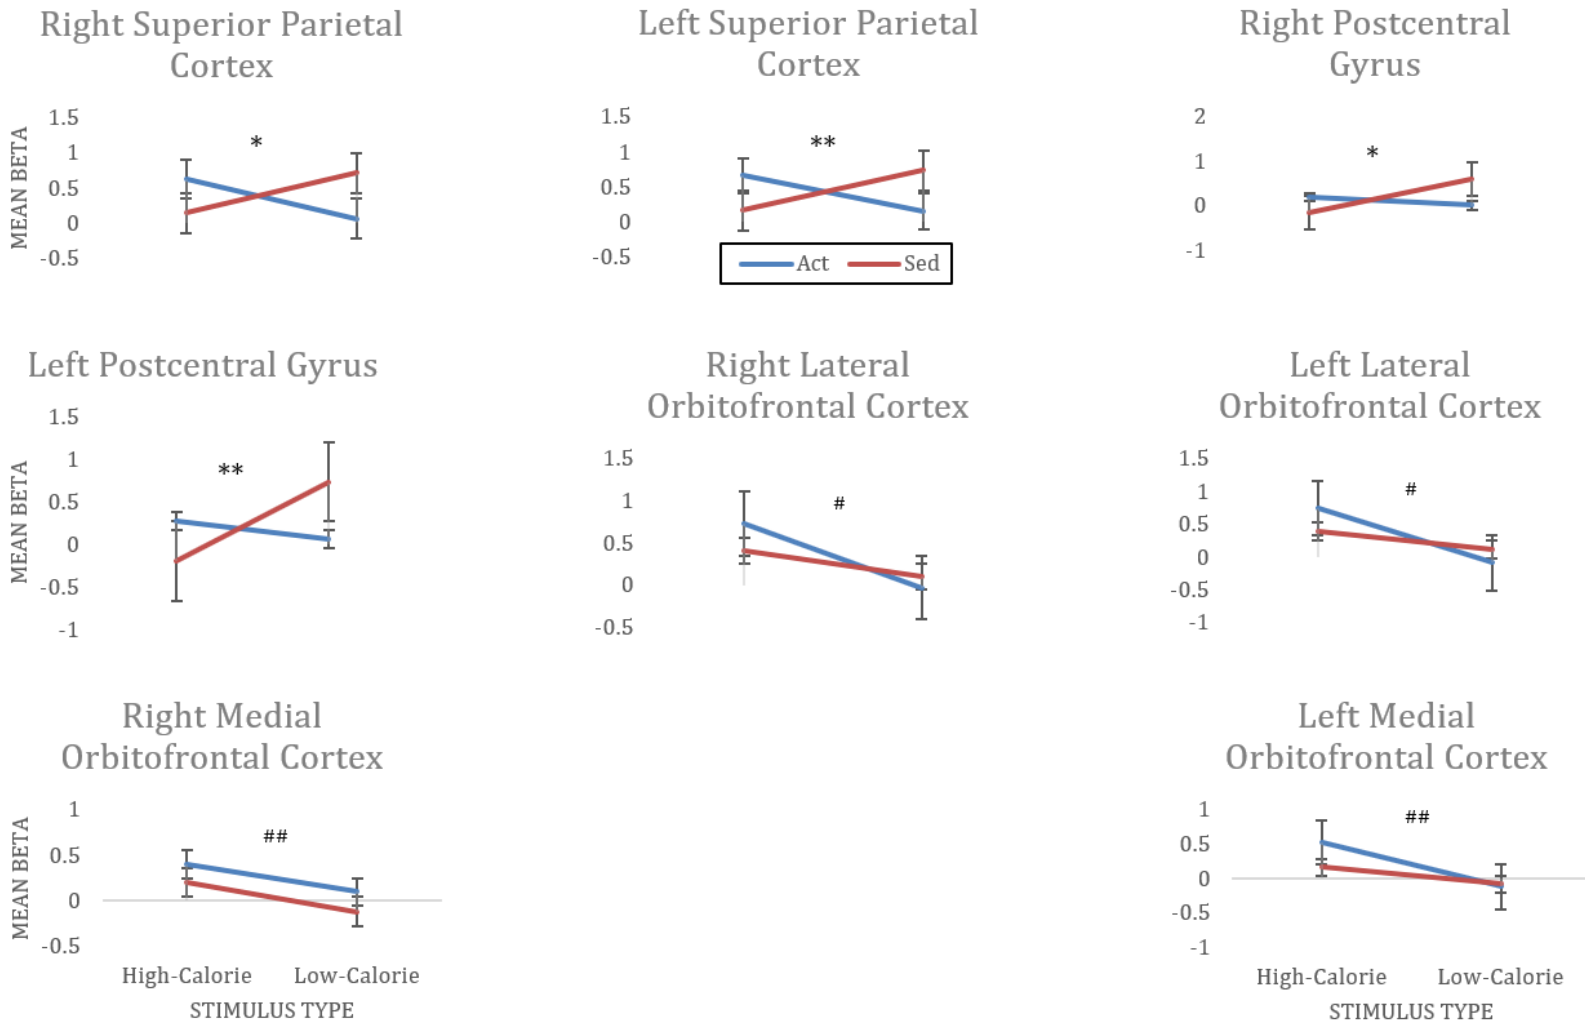 Right Superior Parietal
Cortex
MEAN BETA
1.5
1
0.5
0
-0.5
*
Left Superior Parietal
Cortex
1.5
1
0.5
0
-0.5
**
Act Sed
Right Postcentral
Gyrus
2
1
0
-1
*
Left Postcentral Gyrus
MEAN BETA
1.5
1
0.5
0
-0.5
-1
**
Right Lateral
Orbitofrontal Cortex
1.5
1
0.5
0
-0.5
#
Left Lateral
Orbitofrontal Cortex
1.5
1
0.5
0
-0.5
-1
#
Right Medial
Orbitofrontal Cortex
MEAN BETA
1
0.5
0
-0.5
##
High-Calorie Low-Calorie
STIMULUS TYPE
Left Medial
Orbitofrontal Cortex
1
0.5
0
-0.5
-1
##
High-Calorie Low-Calorie
STIMULUS TYPE